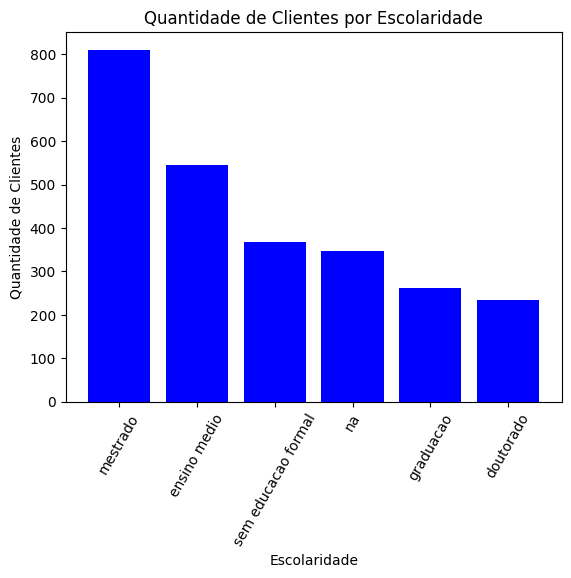 Quantidade de Clientes por Escolaridade
Quantidade de Clientes
800
700
600
500
400
300
200
100
0
mestrado
ensino medio
sem educacao formal
na
graduacao
doutorado
Escolaridade